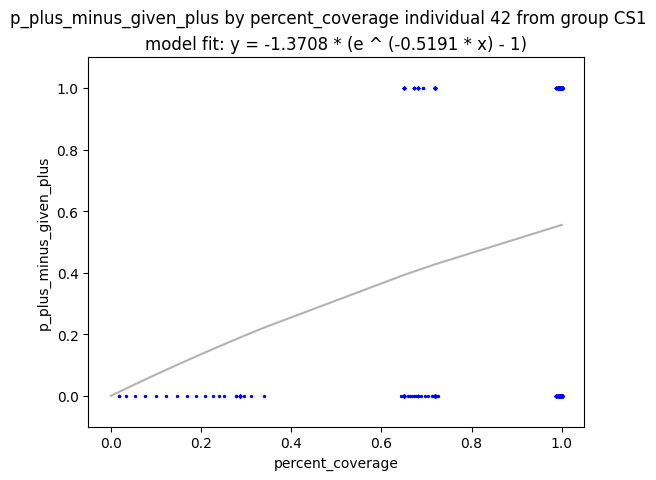 p_plus_minus_given_plus by percent_coverage individual 42 from group CS1
model fit: y = -1.3708 * (e ^ (-0.5191 * x) - 1)
1.0
0.8
0.6
0.4
0.2
0.0
p_plus_minus_given_plus
0.0 0.2 0.4 0.6 0.8 1.0
percent_coverage